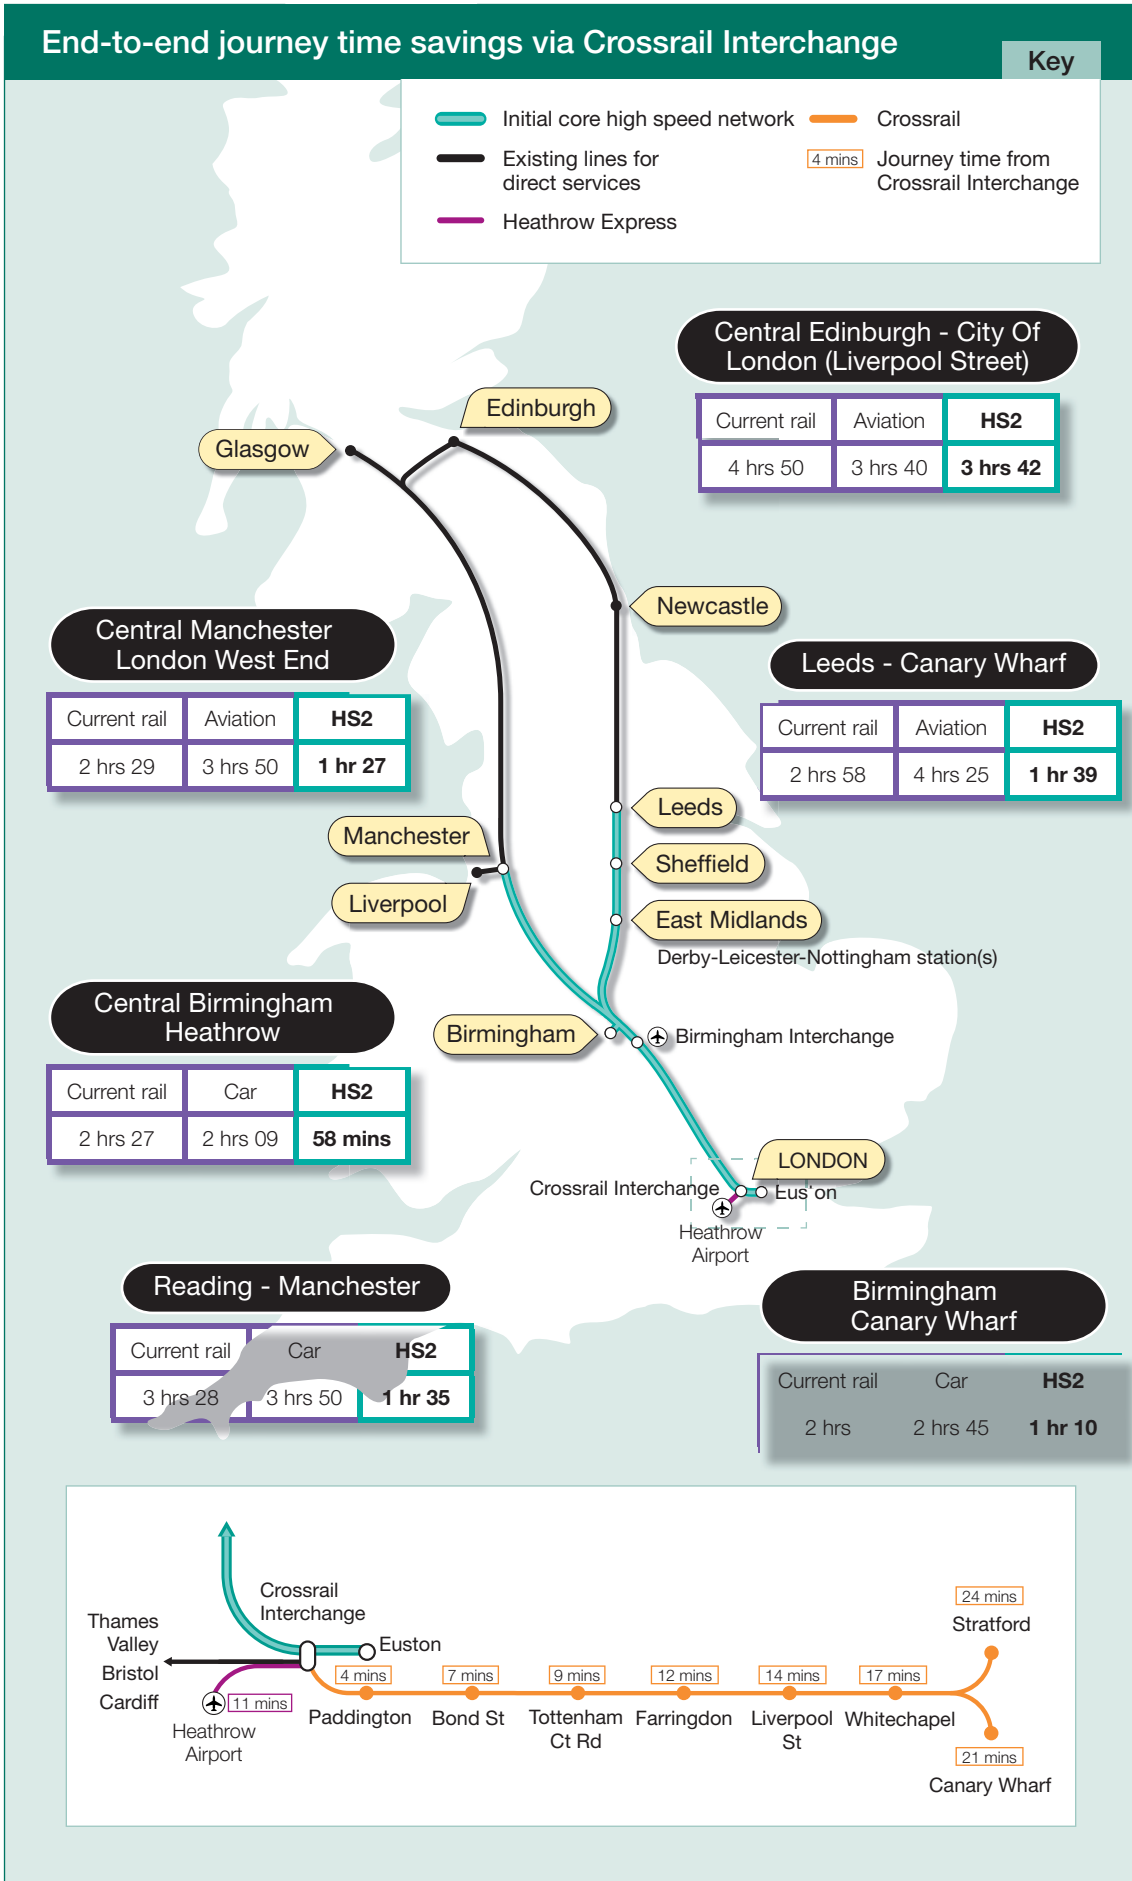 End-to-end journey time savings via Crossrail Interchange
Key
Initial core high speed network
Existing lines for
direct services
Heathrow Express
Crossrail
4 mins
Journey time from
Crossrail Interchange
Central Edinburgh - City Of
London (Liverpool Street)
Current rail Aviation HS2
4 hrs 50 3 hrs 40 3 hrs 42
Edinburgh
Glasgow
Newcastle
Central Manchester
London West End
Current rail Aviation HS2
2 hrs 29 3 hrs 50 1 hr 27
Leeds - Canary Wharf
Current rail Aviation HS2
2 hrs 58 4 hrs 25 1 hr 39
Leeds
Manchester
Sheffield
Liverpool
East Midlands
Derby-Leicester-Nottingham station(s)
Central Birmingham
Heathrow
Current rail Car HS2
2 hrs 27 2 hrs 09 58 mins
Birmingham
Birmingham Interchange
LONDON
Crossrail Interchange
Eus on
Heathrow
Airport
Reading - Manchester
Current rail Car HS2
3 hrs 28 3 hrs 50 1 hr 35
Birmingham
Canary Wharf
Current rail Car HS2
2 hrs 2 hrs 45 1 hr 10
Crossrail
Interchange
Euston
Thames
Valley
Bristol
Cardiff
11 mins
Heathrow
Airport
4 mins
Paddington
7 mins
Bond St
9 mins
Tottenham
Ct Rd
12 mins
Farringdon
14 mins
Liverpool
St
17 mins
Whitechapel
24 mins
Stratford
21 mins
Canary Wharf